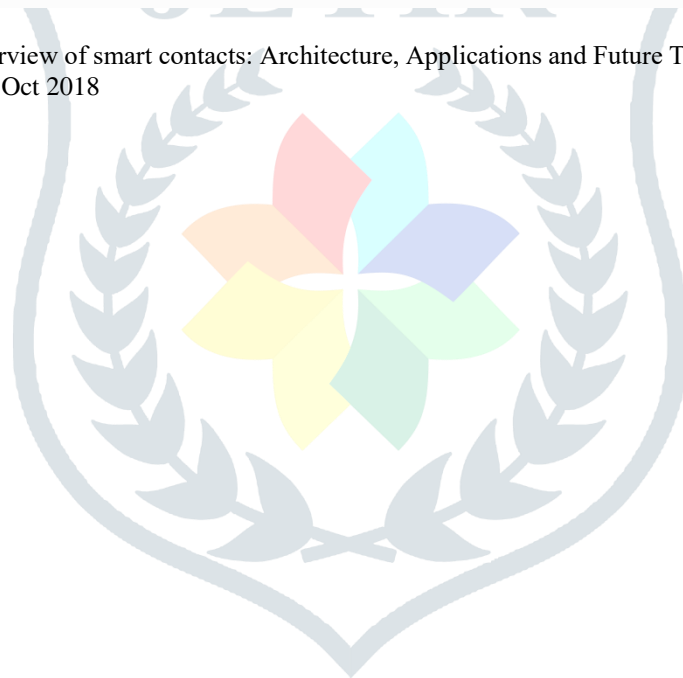 rview of smart contacts: Architecture, Applications and Future T
Oct 2018